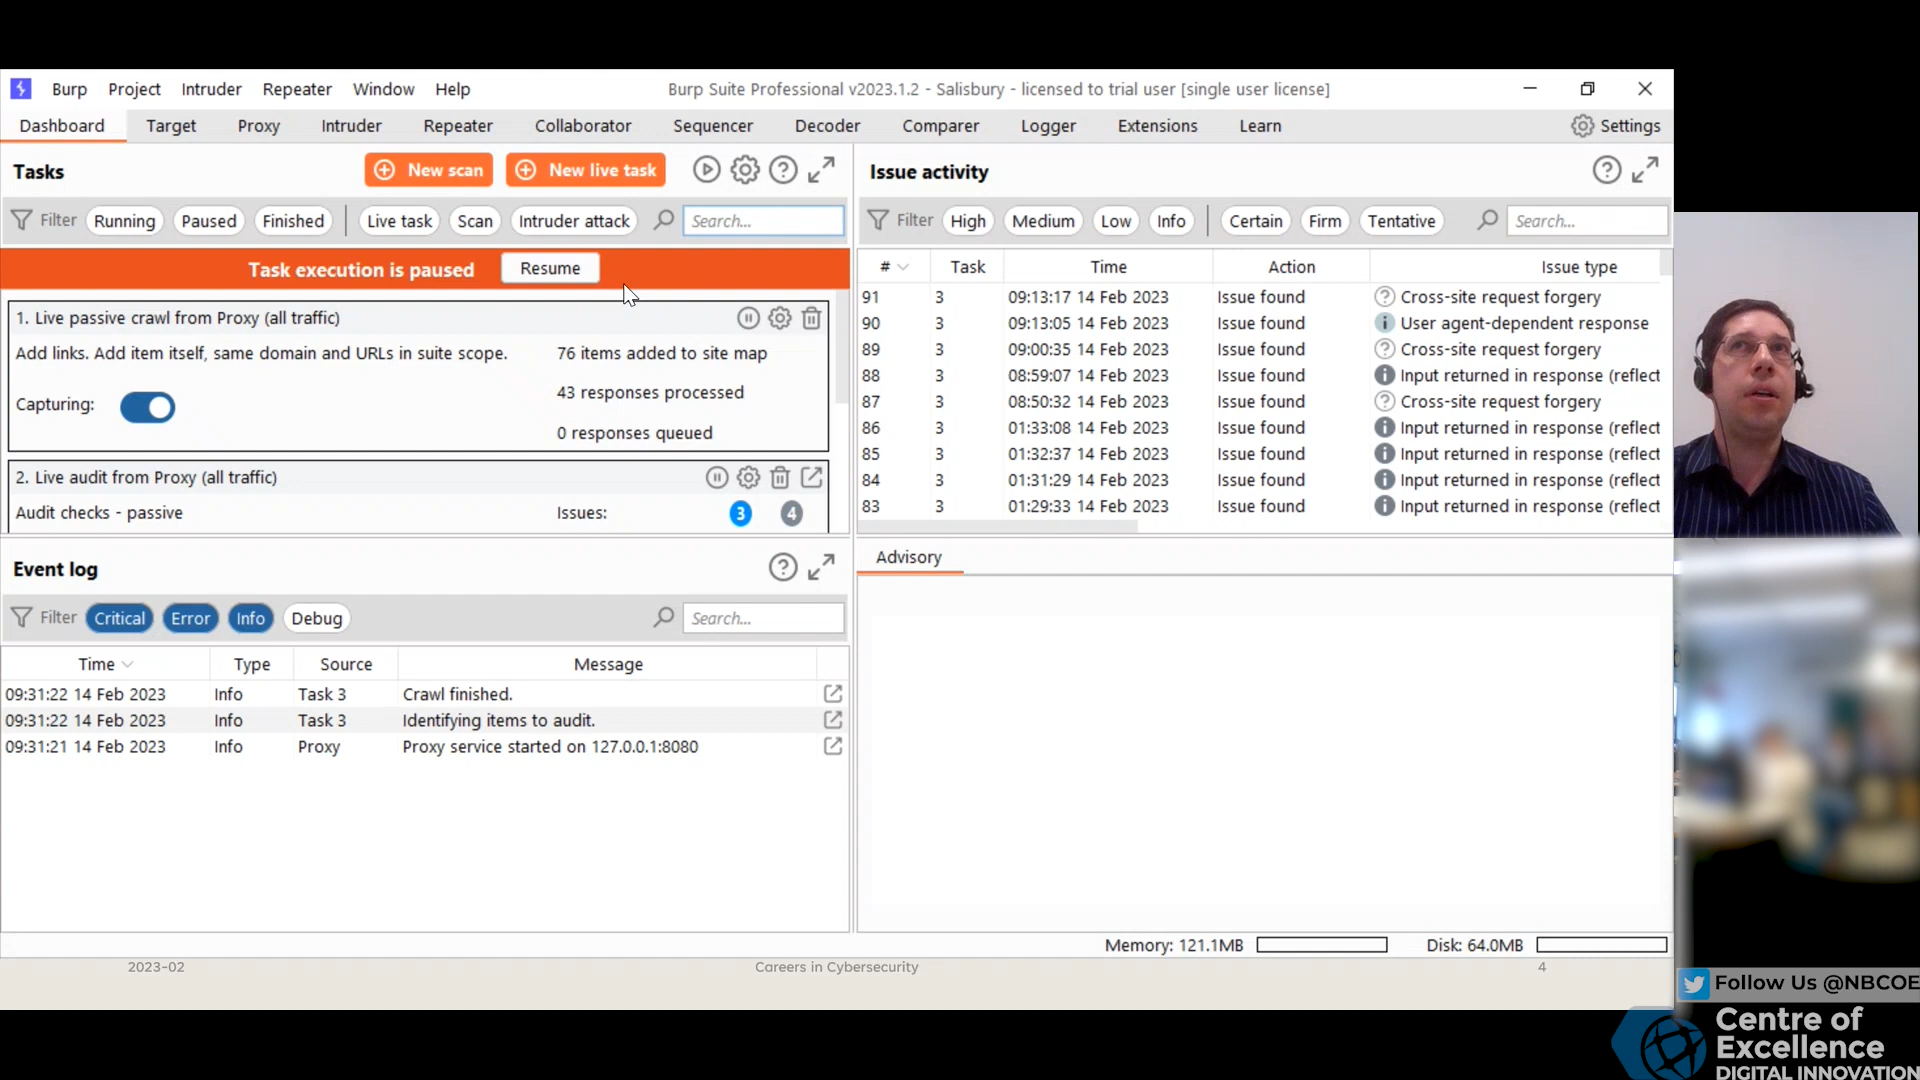 Burp Project Intruder Repeater Window Help Burp Suite Professional v2023.1.2 - Salisbury - licensed to trial user [single user license]
Dashboard Target Proxy Intruder Repeater Collaborator Sequencer Decoder Comparer Logger Extensions Learn Settings
Tasks New scan New live task
Filter Running Paused Finished Live task Scan Intruder attack Search...
Task execution is paused Resume
1. Live passive crawl from Proxy (all traffic)
Add links. Add item itself, same domain and URLs in suite scope. 76 items added to site map
43 responses processed
Capturing:
0 responses queued
2. Live audit from Proxy (all traffic)
Audit checks - passive Issues: 3 4
Event log
Filter Critical Error Info Debug Search...
Time Type Source Message
09:31:22 14 Feb 2023 Info Task 3 Crawl finished.
09:31:22 14 Feb 2023 Info Task 3 Identifying items to audit.
09:31:21 14 Feb 2023 Info Proxy Proxy service started on 127.0.0.1:8080
Issue activity
Filter High Medium Low Info Certain Firm Tentative Search...
# Task Time Action Issue type
91 3 09:13:17 14 Feb 2023 Issue found Cross-site request forgery
90 3 09:13:05 14 Feb 2023 Issue found User agent-dependent response
89 3 09:00:35 14 Feb 2023 Issue found Cross-site request forgery
88 3 08:59:07 14 Feb 2023 Issue found Input returned in response (reflect
87 3 08:50:32 14 Feb 2023 Issue found Cross-site request forgery
86 3 01:33:08 14 Feb 2023 Issue found Input returned in response (reflect
85 3 01:32:37 14 Feb 2023 Issue found Input returned in response (reflect
84 3 01:31:29 14 Feb 2023 Issue found Input returned in response (reflect
83 3 01:29:33 14 Feb 2023 Issue found Input returned in response (reflect
Advisory
Memory: 121.1MB Disk: 64.0MB
2023-02 Careers in Cybersecurity 4
Follow Us @NBCOE
Centre of
Excellence
DIGITAL INNOVATION